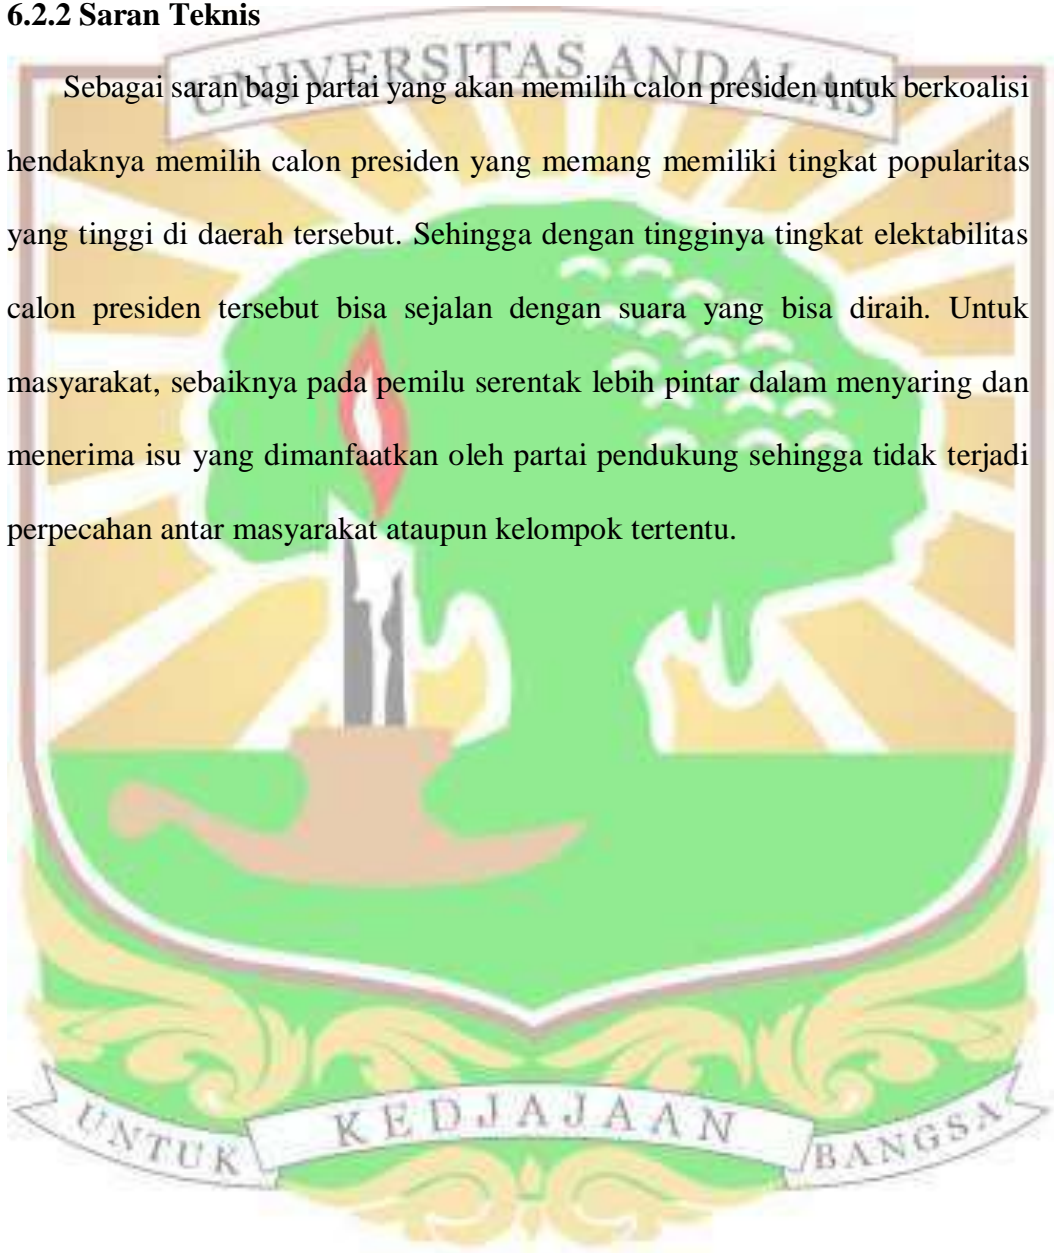 6.2.2 Saran Teknis
UNIVERSITAS ANDALAS
Sebagai saran bagi partai yang akan memilih calon presiden untuk berkoalisi
hendaknya memilih calon presiden yang memang memiliki tingkat popularitas
yang tinggi di daerah tersebut. Sehingga dengan tingginya tingkat elektabilitas
calon presiden tersebut bisa sejalan dengan suara yang bisa diraih. Untuk
masyarakat, sebaiknya pada pemilu serentak lebih pintar dalam menyaring dan
menerima isu yang dimanfaatkan oleh partai pendukung sehingga tidak terjadi
perpecahan antar masyarakat ataupun kelompok tertentu.
UNTUK KEDJAJAAN BANGSA